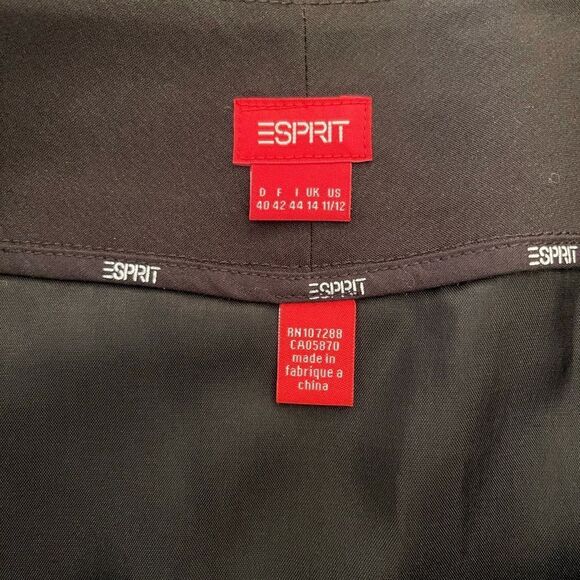 ESPRIT
D F I UK US
40 42 44 14 11/12
ESPRIT
ESPRIT
ESPRIT
RN107288
CA05870
made in
fabrique a
china